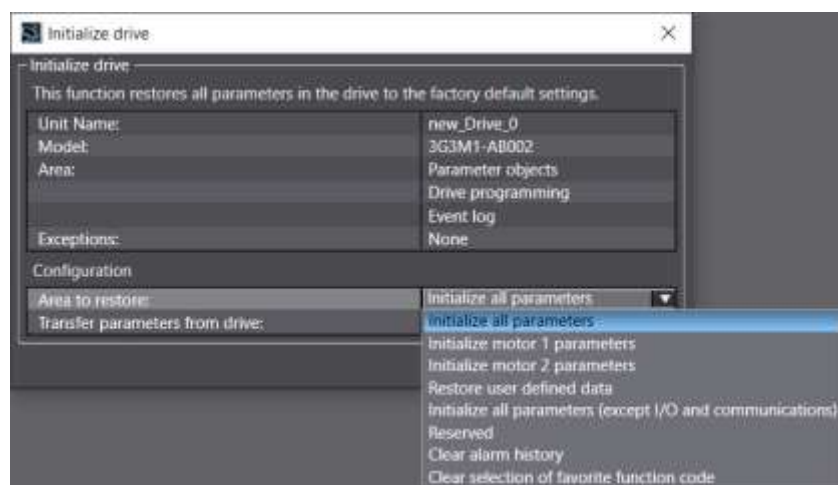 Initialize drive
Initialize drive
This function restores all parameters in the drive to the factory default settings.
Unit Name: new_Drive_0
Model: 3G3M1-AB002
Area: Parameter objects
Drive programming
Event log
Exceptions: None
Configuration
Area to restore: Initialize all parameters
Transfer parameters from drive:
Initialize all parameters
Initialize motor 1 parameters
Initialize motor 2 parameters
Restore user defined data
Initialize all parameters (except I/O and communications)
Reserved
Clear alarm history
Clear selection of favorite function code